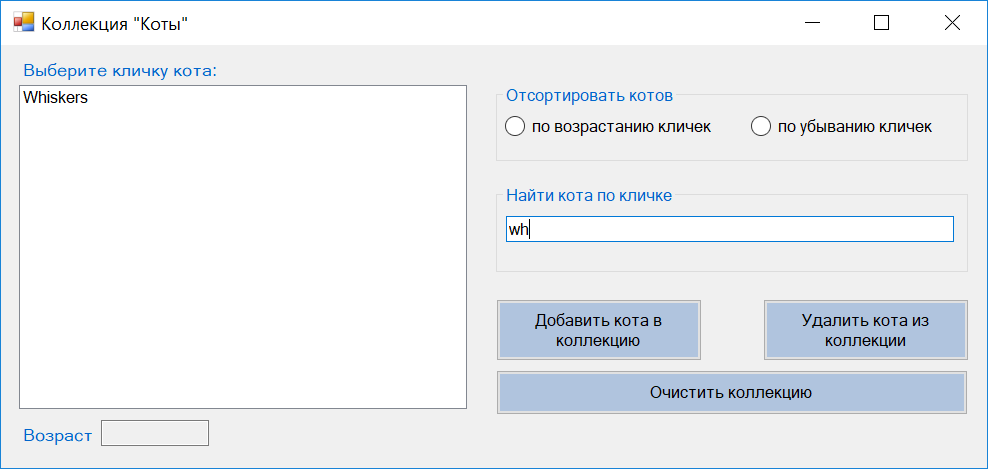 Коллекция "Коты"
Выберите кличку кота:
Whiskers
Отсортировать котов
по возрастанию кличек
по убыванию кличек
Найти кота по кличке
wh
Добавить кота в
коллекцию
Удалить кота из
коллекции
Очистить коллекцию
Возраст